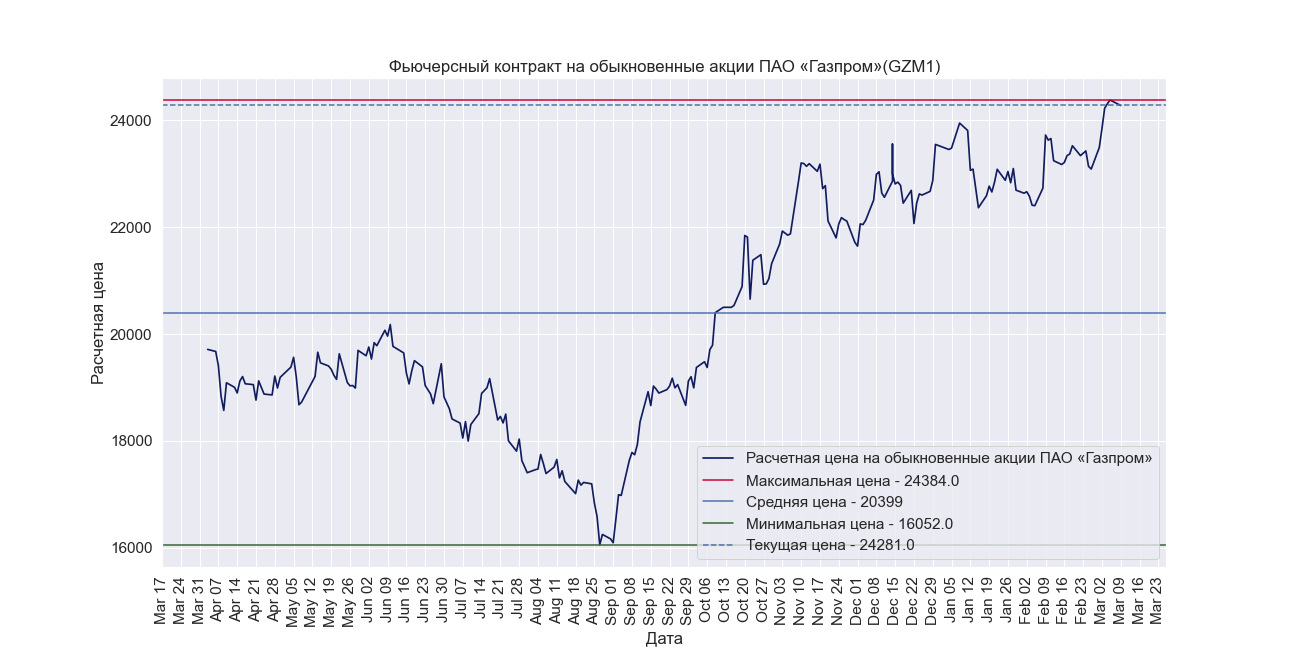 Фьючерсный контракт на обыкновенные акции ПАО «Газпром»(GZM1)
Расчетная цена
24000
22000
20000
18000
16000
Расчетная цена на обыкновенные акции ПАО «Газпром»
Максимальная цена - 24384.0
Средняя цена - 20399
Минимальная цена - 16052.0
Текущая цена - 24281.0
Mar 17
Mar 24
Mar 31
Apr 07
Apr 14
Apr 21
Apr 28
May 05
May 12
May 19
May 26
Jun 02
Jun 09
Jun 16
Jun 23
Jun 30
Jul 07
Jul 14
Jul 21
Jul 28
Aug 04
Aug 11
Aug 18
Aug 25
Sep 01
Sep 08
Sep 15
Sep 22
Sep 29
Oct 06
Oct 13
Oct 20
Oct 27
Nov 03
Nov 10
Nov 17
Nov 24
Dec 01
Dec 08
Dec 15
Dec 22
Dec 29
Jan 05
Jan 12
Jan 19
Jan 26
Feb 02
Feb 09
Feb 16
Feb 23
Mar 02
Mar 09
Mar 16
Mar 23
Дата